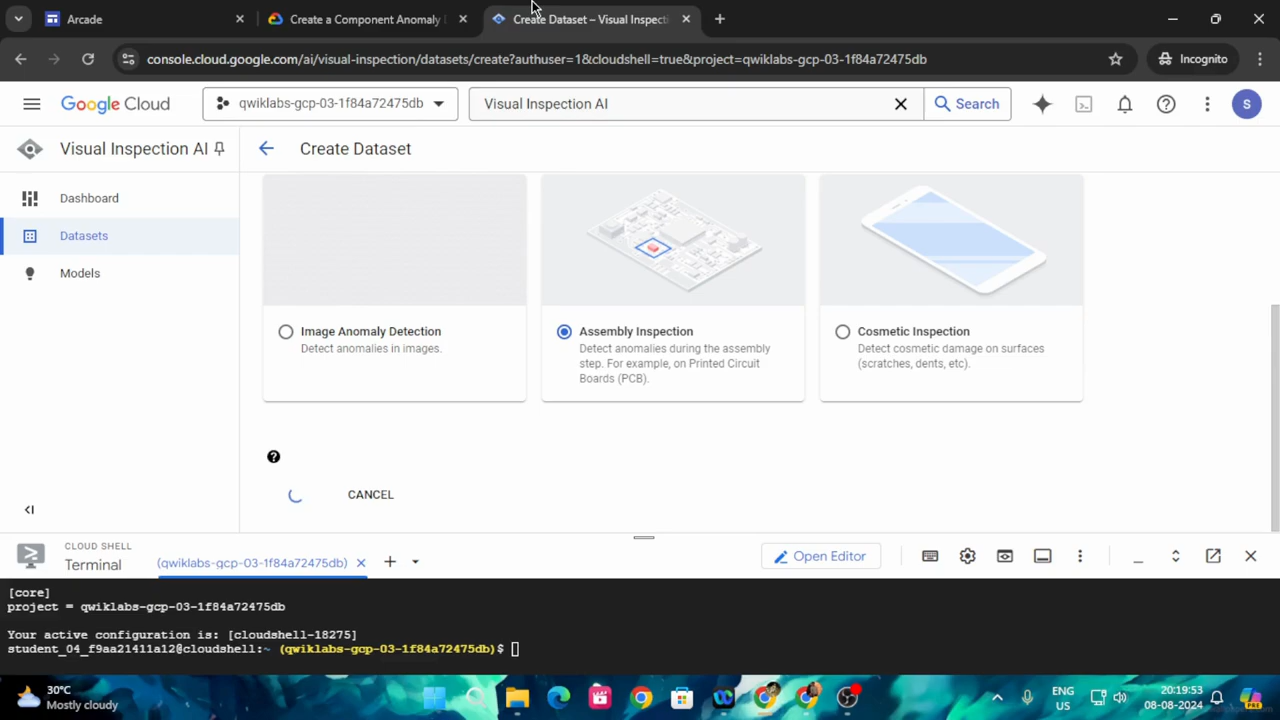 Arcade
Create a Component Anomaly
Create Dataset – Visual Inspecti
console.cloud.google.com/ai/visual-inspection/datasets/create?authuser=1&cloudshell=true&project=qwiklabs-gcp-03-1f84a72475db
Incognito
Google Cloud
qwiklabs-gcp-03-1f84a72475db
Visual Inspection AI
Search
S
Visual Inspection AI
Create Dataset
Dashboard
Datasets
Models
Image Anomaly Detection
Detect anomalies in images.
Assembly Inspection
Detect anomalies during the assembly
step. For example, on Printed Circuit
Boards (PCB).
Cosmetic Inspection
Detect cosmetic damage on surfaces
(scratches, dents, etc).
CANCEL
CLOUD SHELL
Terminal
(qwiklabs-gcp-03-1f84a72475db)
Open Editor
[core]
project = qwiklabs-gcp-03-1f84a72475db
Your active configuration is: [cloudshell-18275]
student_04_f9aa21411a12@cloudshell:~ (qwiklabs-gcp-03-1f84a72475db)$
30°C
Mostly cloudy
ENG
US
20:19:53
08-08-2024